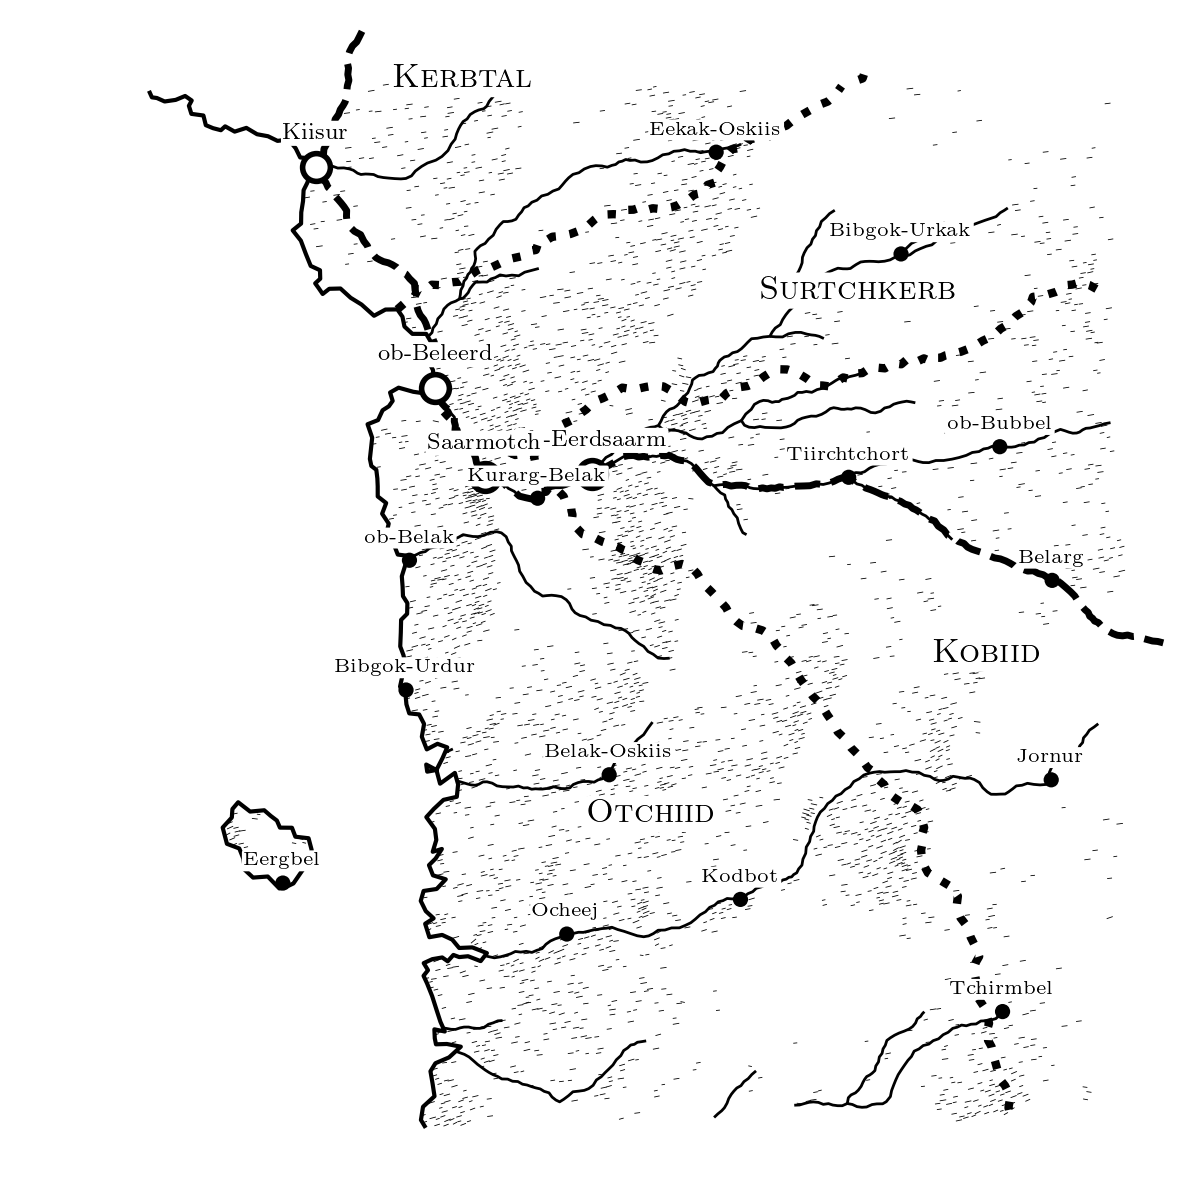 KERBTAL
Kiisur
Eekak-Oskiis
Bibgok-Urkak
SURTCHKERB
ob-Beleerd
ob-Bubbel
Saarmotch
-Eerdsaarm
Tiirchtchort
Kurarg-Belak
ob-Belak
Belarg
KOBIID
Bibgok-Urdur
Belak-Oskiis
Jornur
OTCHIID
Eergbel
Kodbot
Ocheej
Tchirmbel